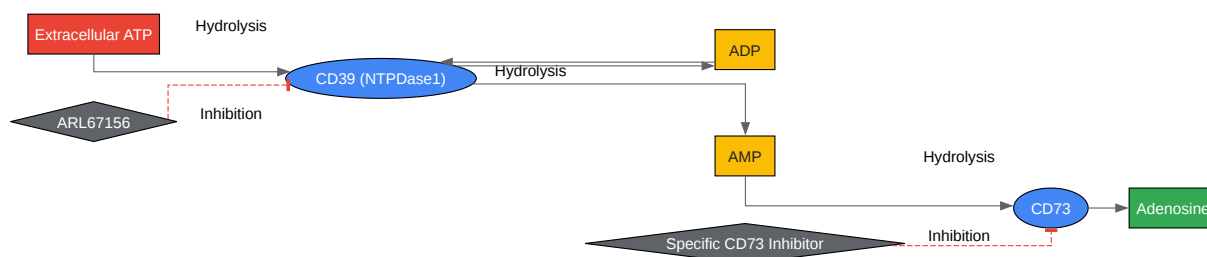 Hydrolysis
Extracellular ATP
ADP
Hydrolysis
CD39 (NTPDase1)
Inhibition
ARL67156
AMP
Hydrolysis
CD73
Adenosine
Inhibition
Specific CD73 Inhibitor